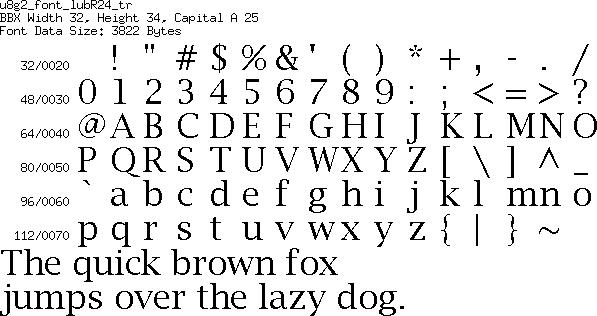 u8g2_font_lubR24_tr
BBX Width 32, Height 34, Capital A 25
Font Data Size: 3822 Bytes
32/0020 ! " # $ % & ' ( ) * + , - . /
48/0030 0 1 2 3 4 5 6 7 8 9 : ; < = > ?
64/0040 @ A B C D E F G H I J K L M N O
80/0050 P Q R S T U V W X Y Z [ \ ] ^ _
96/0060 ` a b c d e f g h i j k l m n o
112/0070 p q r s t u v w x y z { | } ~
The quick brown fox
jumps over the lazy dog.